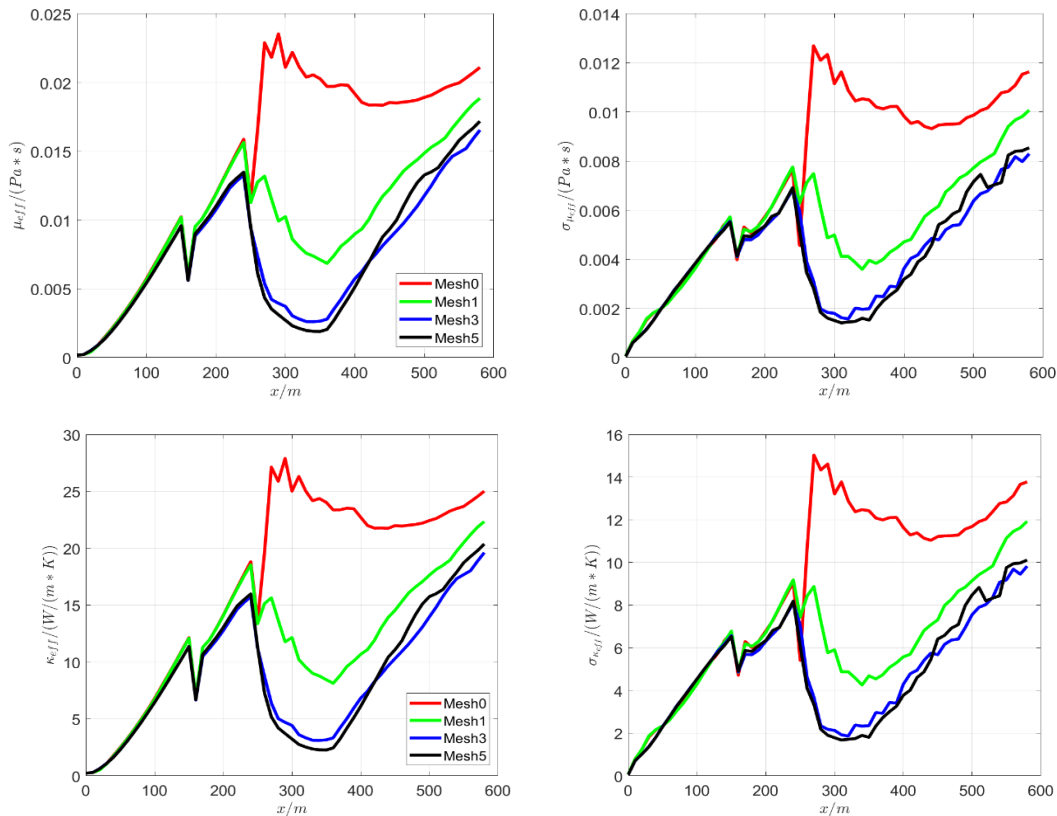 0.025
0.02
0.015
0.01
0.005
0
μeff/(Pa * s)
0 100 200 300 400 500 600
x/m
Mesh0
Mesh1
Mesh3
Mesh5
0.014
0.012
0.01
0.008
0.006
0.004
0.002
0
σμeff/(Pa * s)
0 100 200 300 400 500 600
x/m
30
25
20
15
10
5
0
κeff/(W/(m * K))
0 100 200 300 400 500 600
x/m
Mesh0
Mesh1
Mesh3
Mesh5
16
14
12
10
8
6
4
2
0
σκeff/(W/(m * K))
0 100 200 300 400 500 600
x/m